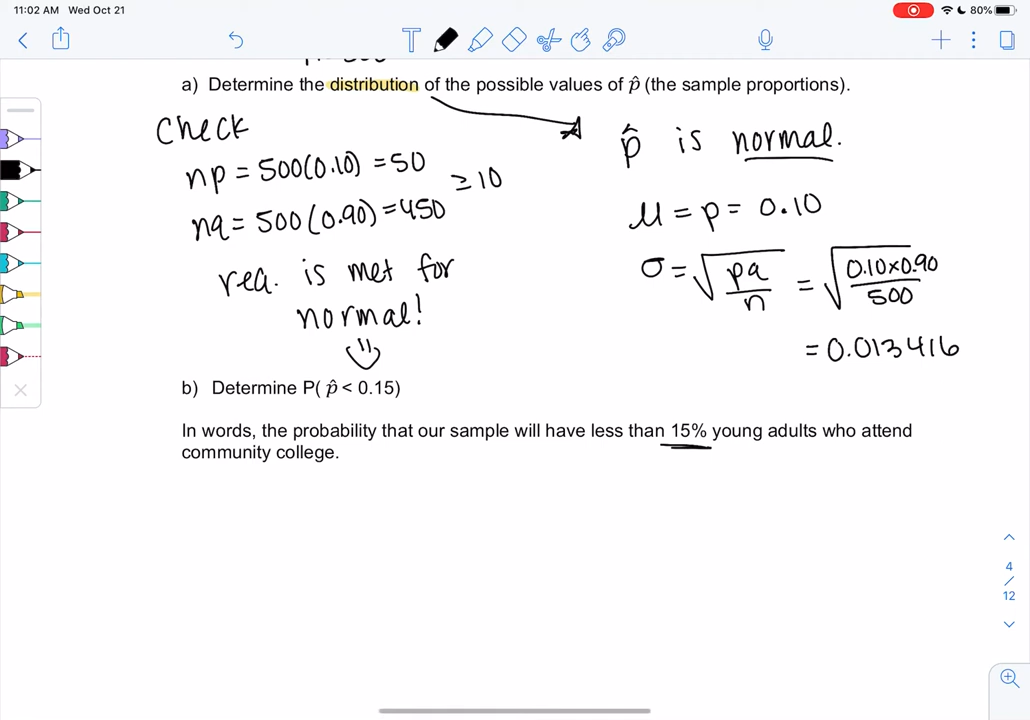 11:02 AM Wed Oct 21
80%
T
a) Determine the distribution of the possible values of p̂ (the sample proportions).
Check
np = 500(0.10) = 50
≥ 10
nq = 500(0.90) = 450
req. is met for
normal!
p̂ is normal.
μ = p = 0.10
σ = √(pq/n) = √(0.10×0.90/500)
= 0.013416
b) Determine P( p̂ < 0.15)
In words, the probability that our sample will have less than 15% young adults who attend
community college.
4
/
12